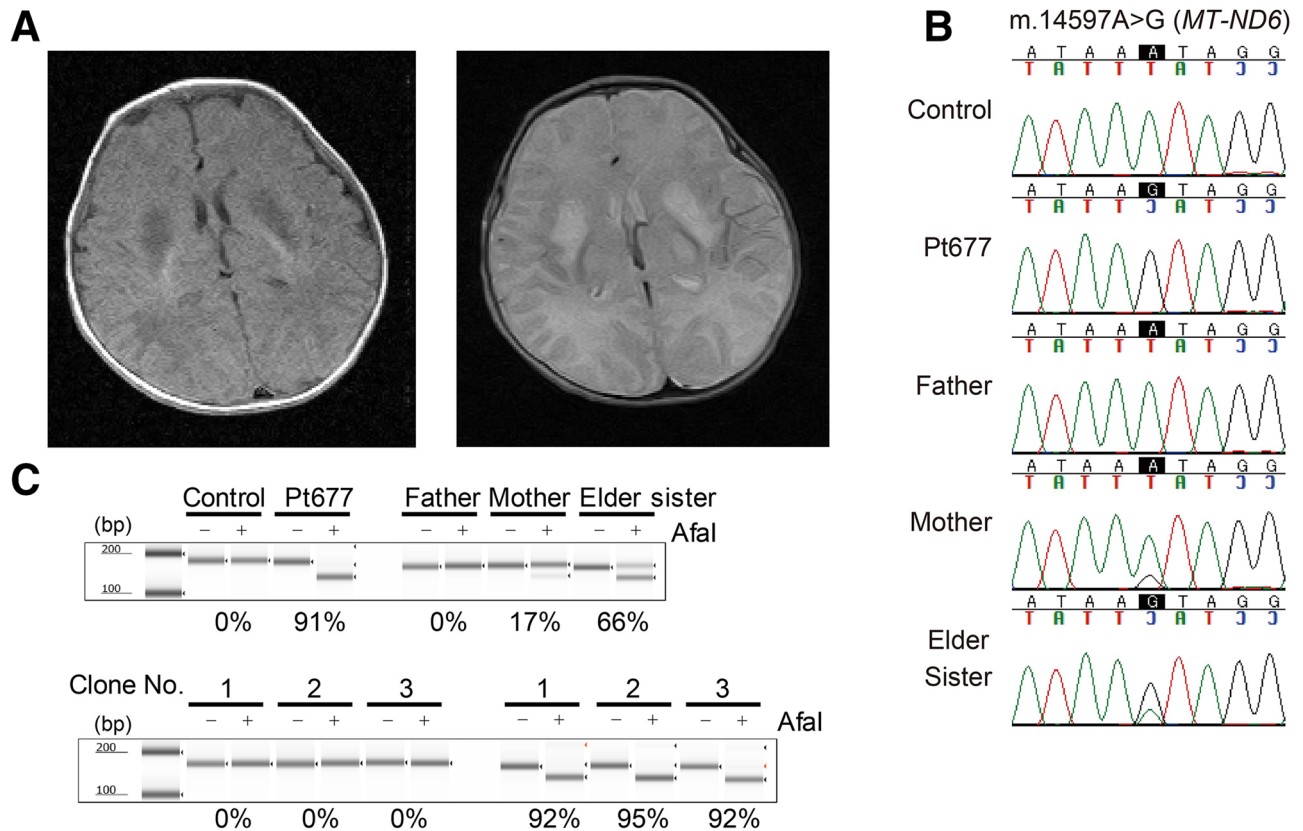 A
B
m.14597A>G (MT-ND6)
A T A A A T A G G
T A T T T A T C C
Control
A T A A G T A G G
T A T T C A T C C
Pt677
A T A A A T A G G
T A T T T A T C C
Father
A T A A A T A G G
T A T T T A T C C
Mother
A T A A G T A G G
T A T T C A T C C
Elder
Sister
C
Control Pt677 Father Mother Elder sister
(bp) − + − + − + − + − + AfaI
200
100
0% 91% 0% 17% 66%
Clone No. 1 2 3 1 2 3
(bp) − + − + − + − + − + − + AfaI
200
100
0% 0% 0% 92% 95% 92%